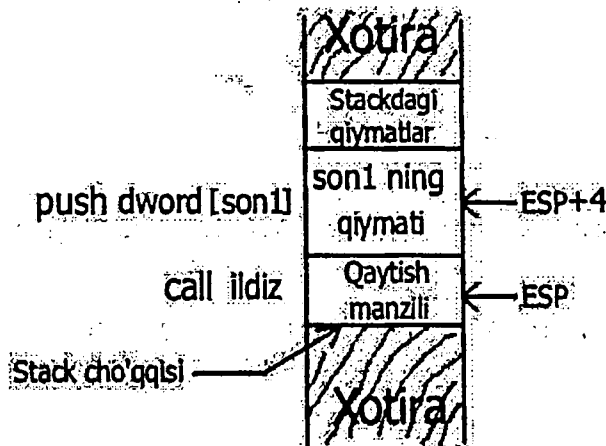 Xotira
Stackdagi
qiymatlar
push dword [son1]
son1 ning
qiymati
ESP+4
call ildiz
Qaytish
manzili
ESP
Stack cho'qqisi
Xotira